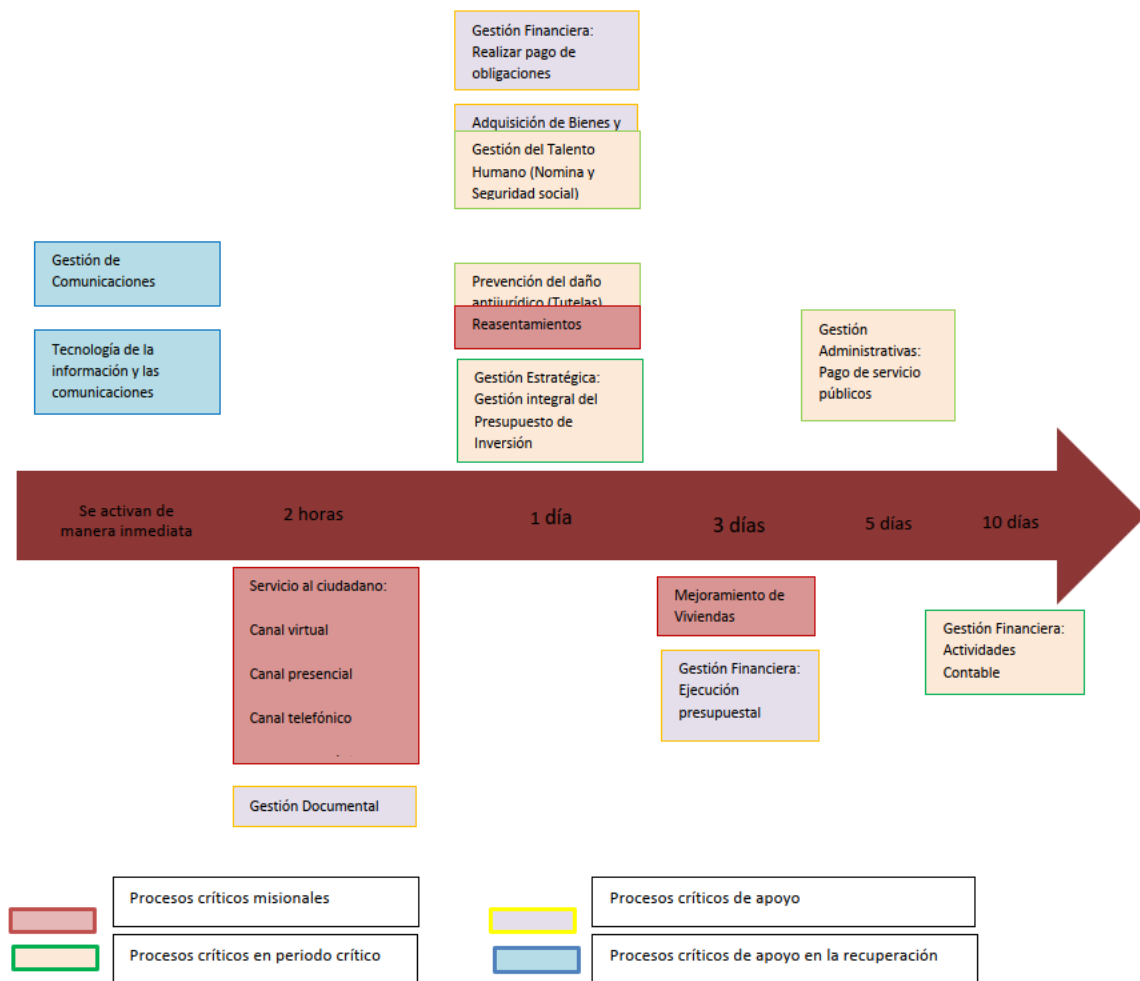 Gestión Financiera:
Realizar pago de
obligaciones
Adquisición de Bienes y
Gestión del Talento
Humano (Nomina y
Seguridad social)
Gestión de
Comunicaciones
Tecnología de la
información y las
comunicaciones
Prevención del daño
antijurídico (Tutelas)
Reasentamientos
Gestión Estratégica:
Gestión integral del
Presupuesto de
Inversión
Gestión
Administrativas:
Pago de servicio
públicos
Se activan de
manera inmediata
2 horas
1 día
3 días
5 días
10 días
Servicio al ciudadano:
Canal virtual
Canal presencial
Canal telefónico
Gestión Documental
Mejoramiento de
Viviendas
Gestión Financiera:
Ejecución
presupuestal
Gestión Financiera:
Actividades
Contable
Procesos críticos misionales
Procesos críticos de apoyo
Procesos críticos en periodo crítico
Procesos críticos de apoyo en la recuperación